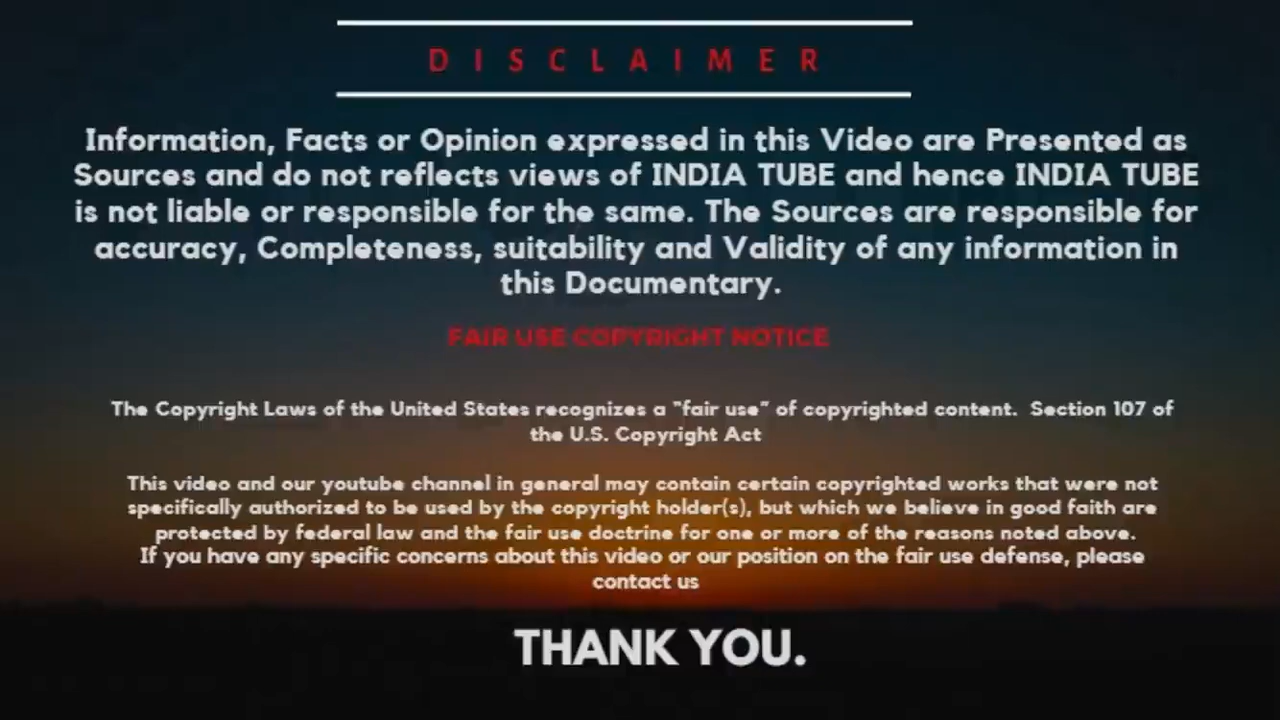 DISCLAIMER
Information, Facts or Opinion expressed in this Video are Presented as
Sources and do not reflects views of INDIA TUBE and hence INDIA TUBE
is not liable or responsible for the same. The Sources are responsible for
accuracy, Completeness, suitability and Validity of any information in
this Documentary.
FAIR USE COPYRIGHT NOTICE
The Copyright Laws of the United States recognizes a "fair use" of copyrighted content. Section 107 of
the U.S. Copyright Act
This video and our youtube channel in general may contain certain copyrighted works that were not
specifically authorized to be used by the copyright holder(s), but which we believe in good faith are
protected by federal law and the fair use doctrine for one or more of the reasons noted above.
If you have any specific concerns about this video or our position on the fair use defense, please
contact us
THANK YOU.